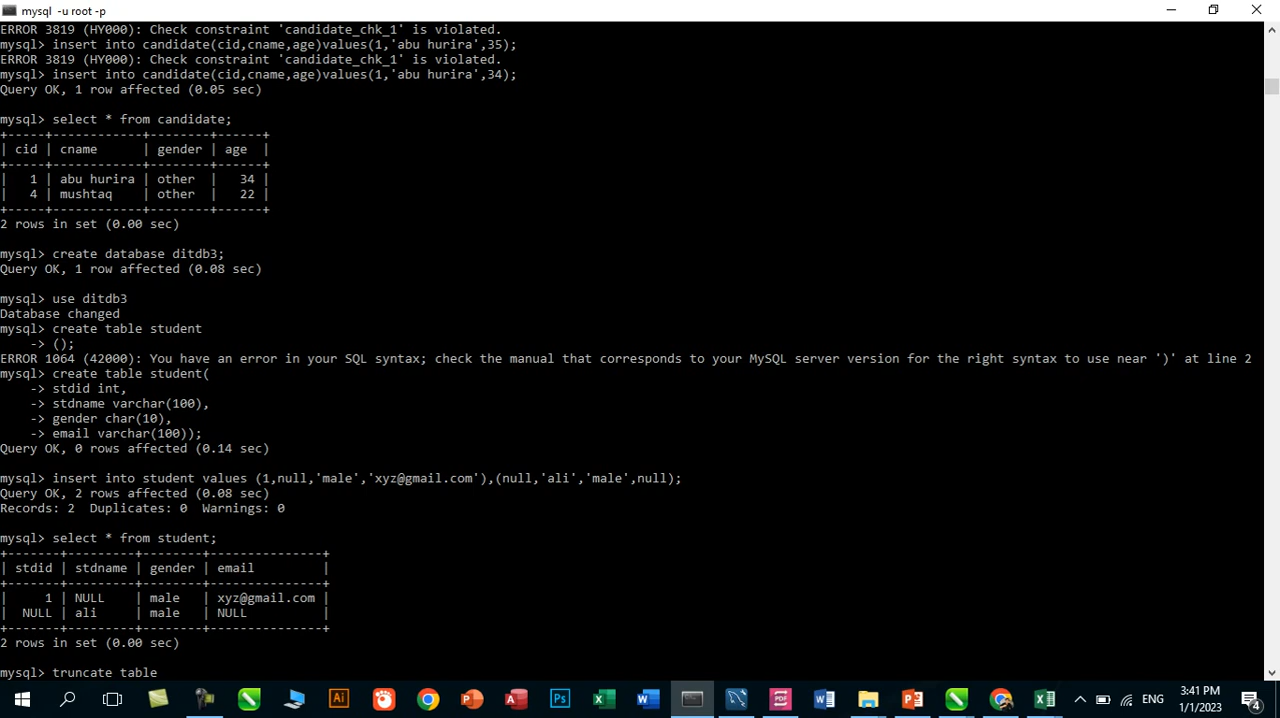 mysql -u root -p
ERROR 3819 (HY000): Check constraint 'candidate_chk_1' is violated.
mysql> insert into candidate(cid,cname,age)values(1,'abu hurira',35);
ERROR 3819 (HY000): Check constraint 'candidate_chk_1' is violated.
mysql> insert into candidate(cid,cname,age)values(1,'abu hurira',34);
Query OK, 1 row affected (0.05 sec)
mysql> select * from candidate;
+-----+------------+--------+------+
| cid | cname      | gender | age  |
+-----+------------+--------+------+
|   1 | abu hurira | other  |   34 |
|   4 | mushtaq    | other  |   22 |
+-----+------------+--------+------+
2 rows in set (0.00 sec)
mysql> create database ditdb3;
Query OK, 1 row affected (0.08 sec)
mysql> use ditdb3
Database changed
mysql> create table student
    -> ();
ERROR 1064 (42000): You have an error in your SQL syntax; check the manual that corresponds to your MySQL server version for the right syntax to use near ')' at line 2
mysql> create table student(
    -> stdid int,
    -> stdname varchar(100),
    -> gender char(10),
    -> email varchar(100));
Query OK, 0 rows affected (0.14 sec)
mysql> insert into student values (1,null,'male','xyz@gmail.com'),(null,'ali','male',null);
Query OK, 2 rows affected (0.08 sec)
Records: 2  Duplicates: 0  Warnings: 0
mysql> select * from student;
+-------+---------+--------+---------------+
| stdid | stdname | gender | email         |
+-------+---------+--------+---------------+
|     1 | NULL    | male   | xyz@gmail.com |
|  NULL | ali     | male   | NULL          |
+-------+---------+--------+---------------+
2 rows in set (0.00 sec)
mysql> truncate table
Ai
Ps
PDF
ENG
3:41 PM
1/1/2023
4